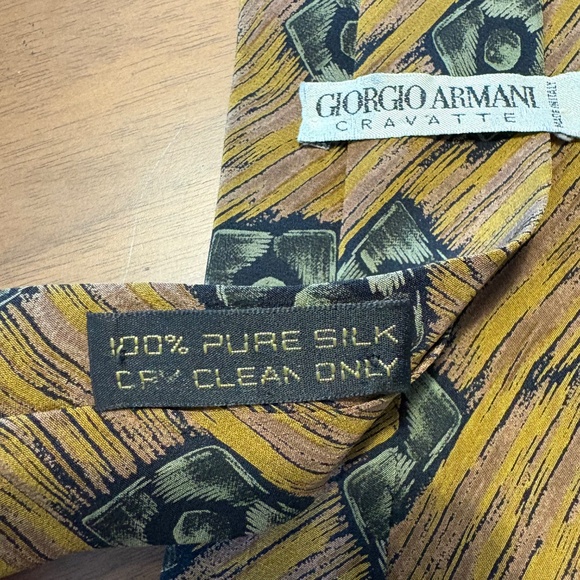 GIORGIO ARMANI
CRAVATTE
MADE IN ITALY
100% PURE SILK
DRY CLEAN ONLY